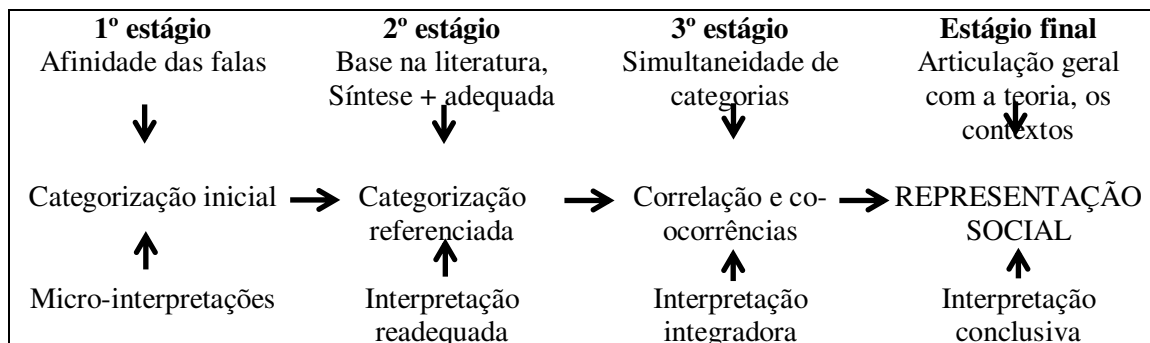 1º estágio
Afinidade das falas
2º estágio
Base na literatura,
Síntese + adequada
3º estágio
Simultaneidade de
categorias
Estágio final
Articulação geral
com a teoria, os
contextos
Categorização inicial
Categorização
referenciada
Correlação e co-
ocorrências
REPRESENTAÇÃO
SOCIAL
Micro-interpretações
Interpretação
readequada
Interpretação
integradora
Interpretação
conclusiva